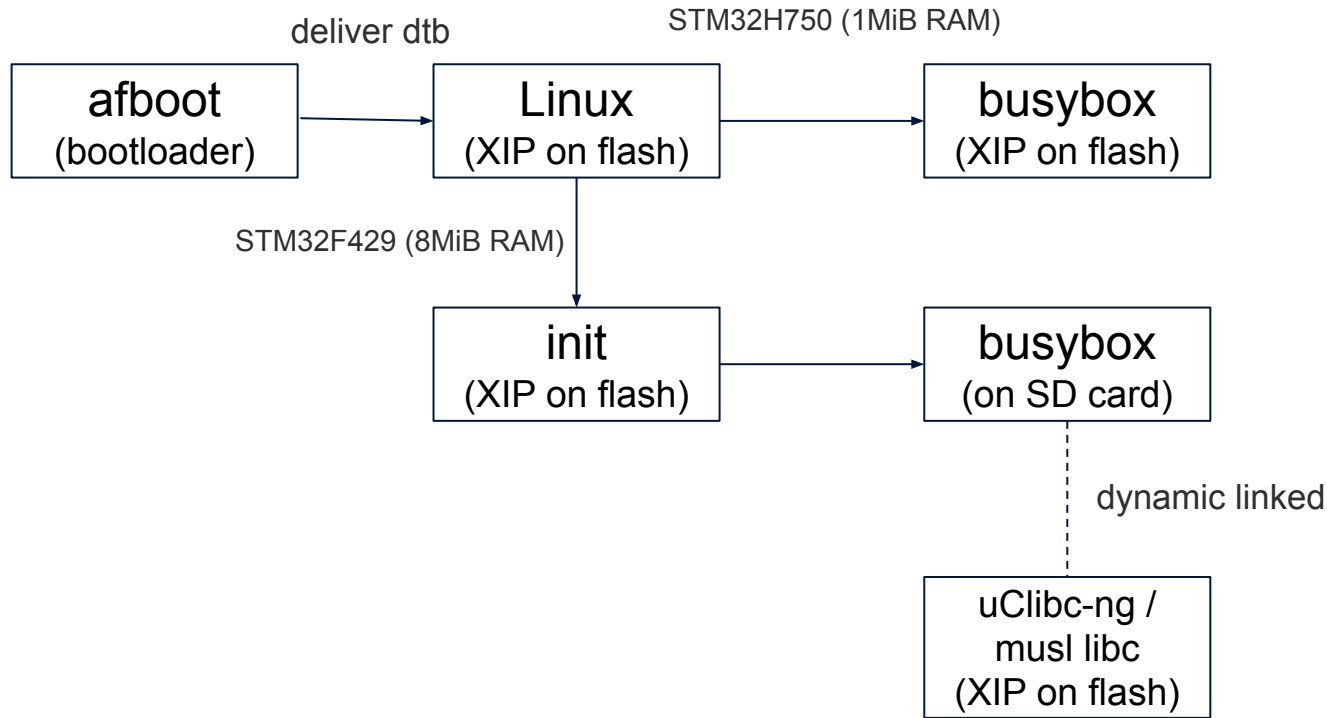 deliver dtb
STM32H750 (1MiB RAM)
afboot
(bootloader)
Linux
(XIP on flash)
busybox
(XIP on flash)
STM32F429 (8MiB RAM)
init
(XIP on flash)
busybox
(on SD card)
dynamic linked
uClibc-ng /
musl libc
(XIP on flash)